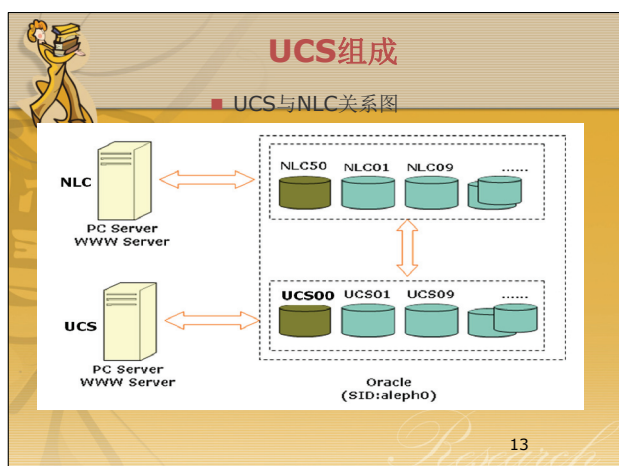 UCS组成
■ UCS与NLC关系图
NLC
PC Server
WWW Server
NLC50 NLC01 NLC09 ......
UCS
PC Server
WWW Server
UCS00 UCS01 UCS09 ......
Oracle
(SID:aleph0)
13
Research